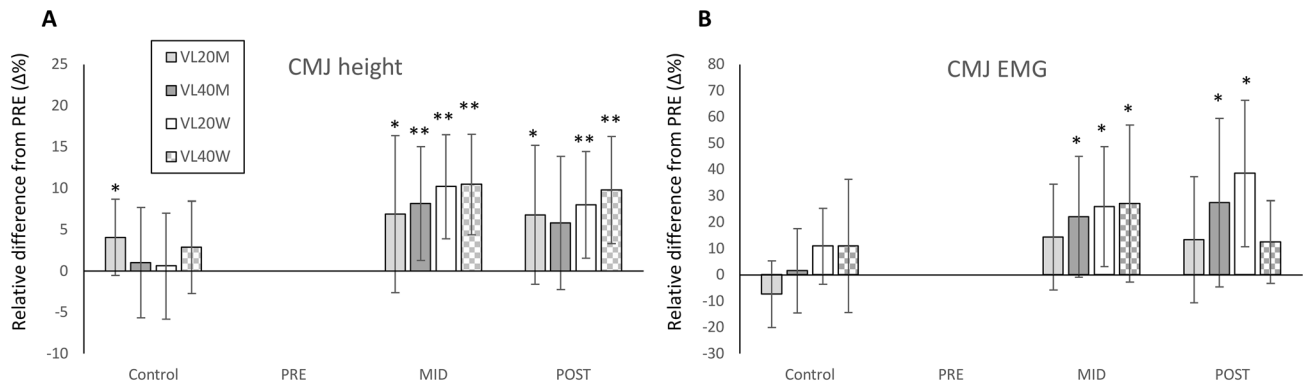 A
CMJ height
Relative difference from PRE (Δ%)
VL20M
VL40M
VL20W
VL40W
25
20
15
10
5
0
-5
-10
*
*
**
**
**
*
**
**
Control
PRE
MID
POST
B
CMJ EMG
Relative difference from PRE (Δ%)
80
70
60
50
40
30
20
10
0
-10
-20
-30
*
*
*
*
*
Control
PRE
MID
POST